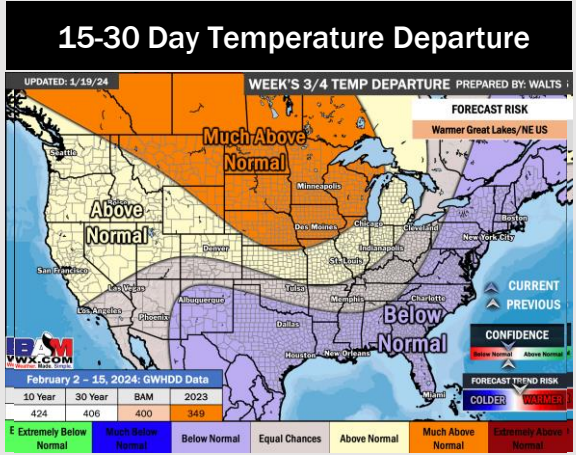 15-30 Day Temperature Departure
UPDATED: 1/19/24
WEEK'S 3/4 TEMP DEPARTURE PREPARED BY: WALTS
FORECAST RISK
Warmer Great Lakes/NE US
Much Above
Normal
Seattle
Minneapolis
Above
Normal
Boston
Des Moines
Chicago
Cleveland
New York City
Denver
Indianapolis
St. Louis
San Francisco
Las Vegas
Tulsa
Los Angeles
Albuquerque
Memphis
Charlotte
Phoenix
Below
Normal
Dallas
Houston
New Orleans
Miami
CURRENT
PREVIOUS
CONFIDENCE
Below Normal
Above Normal
FORECAST TREND RISK
COLDER
WARMER
BAM
WWX.COM
We Weather. Made. Simple.
February 2 – 15, 2024: GWHDD Data
10 Year 30 Year BAM 2023
424 406 400 349
Extremely Below
Normal
Much Below
Normal
Below Normal
Equal Chances
Above Normal
Much Above
Normal
Extremely Above
Normal